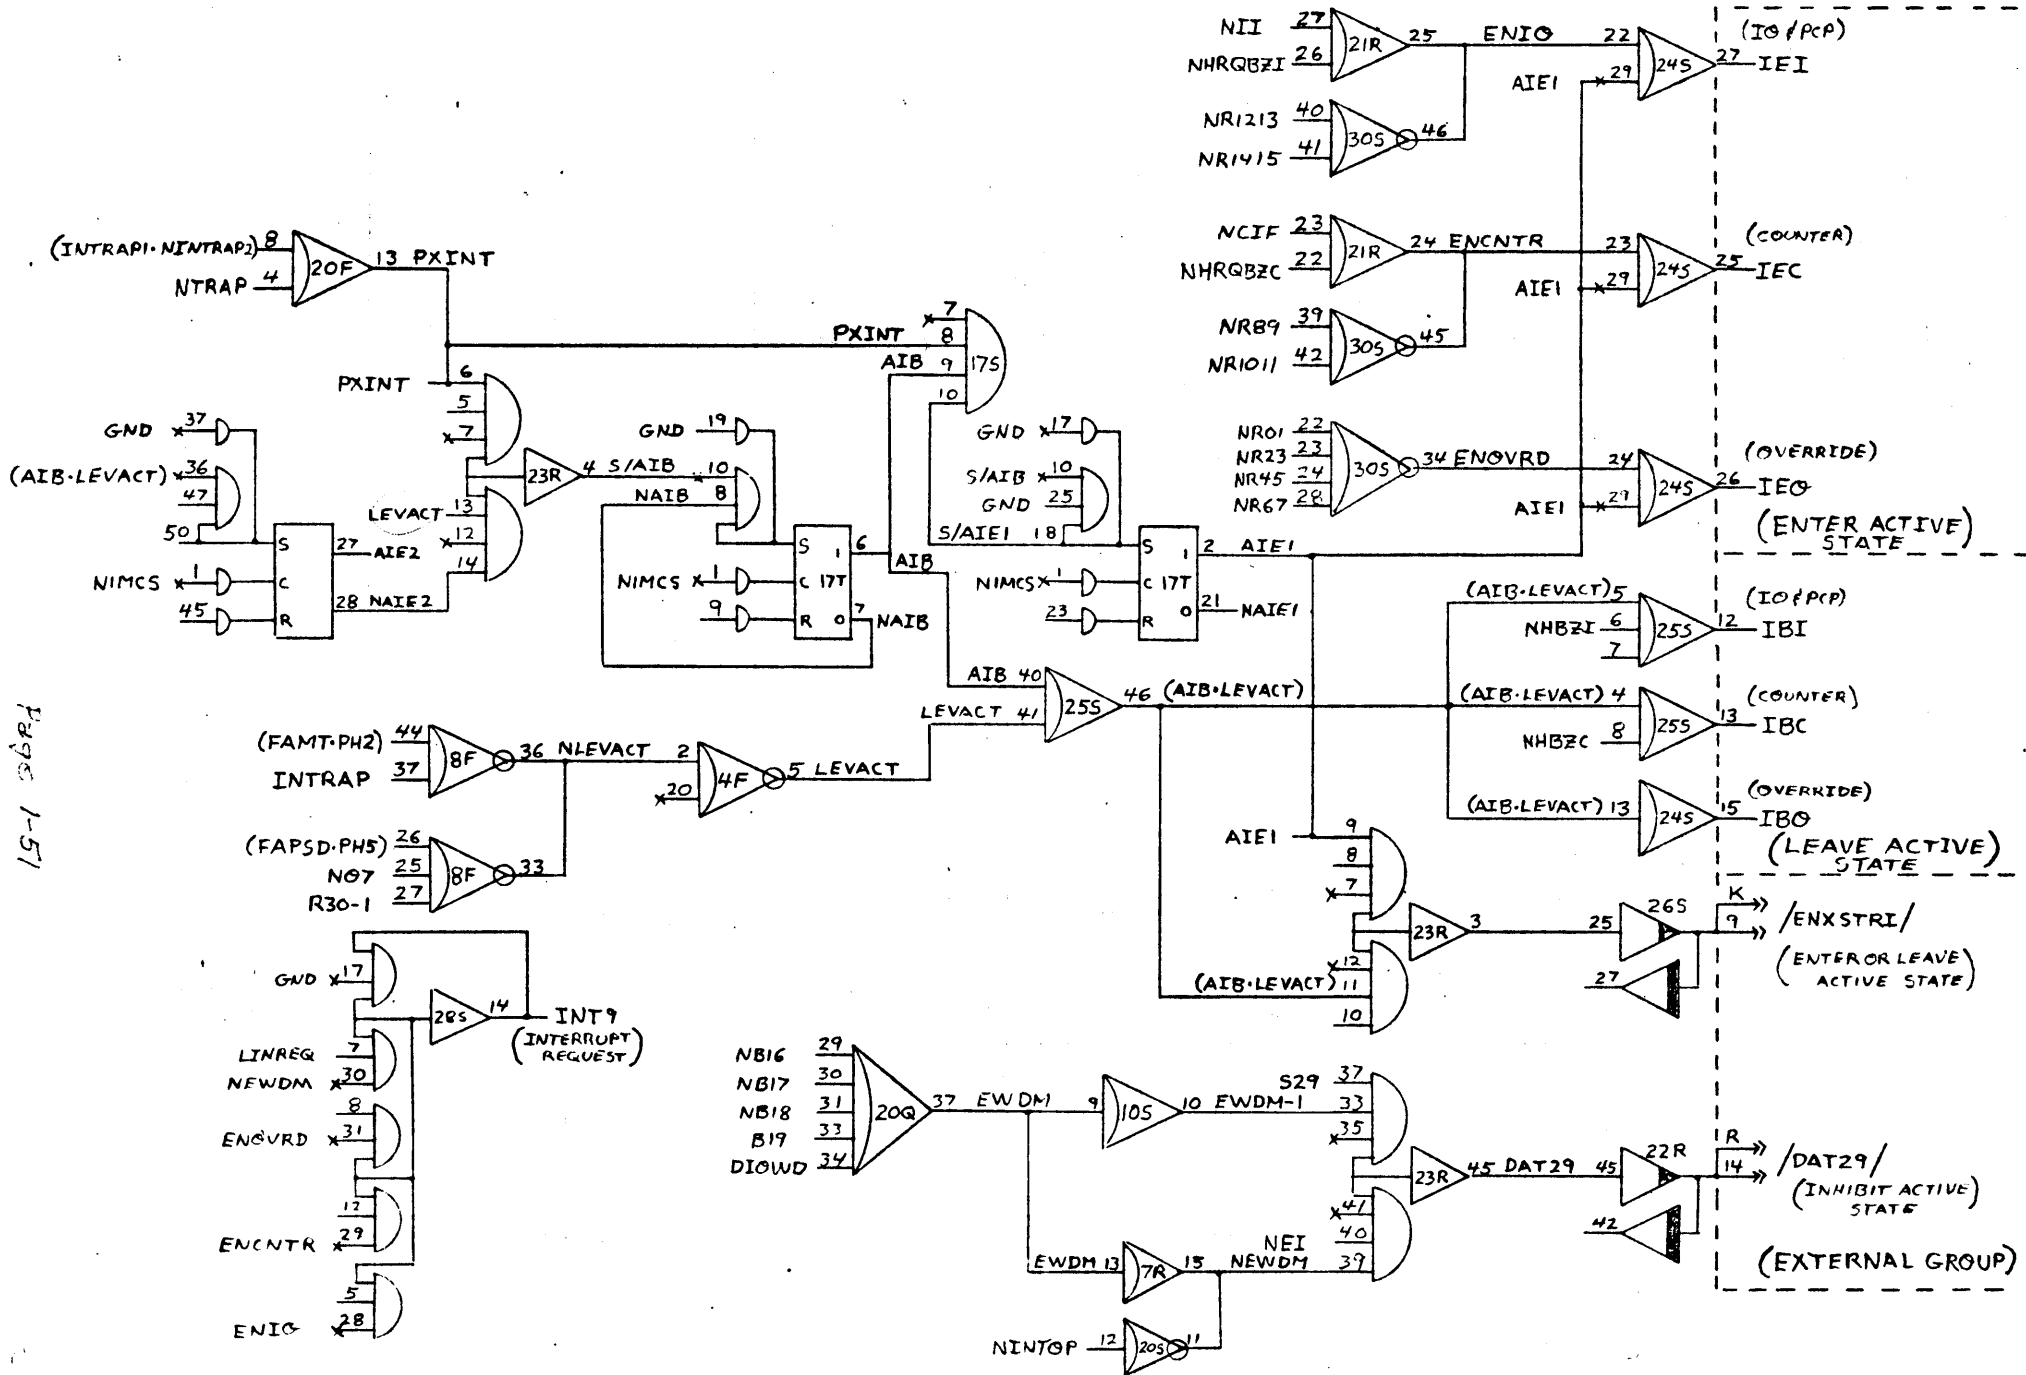 NII 27
NHRQBZI 26
21R
25 ENIO 22
AIE1 29
24S
27 IEI
(IO & PCP)
NR1213 40
NR1415 41
30S
46
NCIF 23
NHRQBZC 22
21R
24 ENCNTR 23
AIE1 29
24S
25 IEC
(COUNTER)
NR89 39
NR1011 42
30S
45
NR01 22
NR23 23
NR45 24
NR67 28
30S
34 ENOVRD 24
AIE1 29
24S
26 IEO
(OVERRIDE)
(ENTER ACTIVE)
STATE
(INTRAP1·NINTRAP2) 8
NTRAP 4
20F
13 PXINT
PXINT 6
5
7
PXINT 8
7
AIB 9
10
17S
GND 37
(AIB·LEVACT) 36
47
50
S
C
R
27 AIE2
28 NAIE2
NIMCS 1
45
LEVACT 13
12
14
23R
4 S/AIB 10
NAIB 8
GND 19
NIMCS 1
9
S 1
C 17T
R 0
6
AIB
7 NAIB
GND 17
S/AIB 10
GND 25
S/AIE1 18
NIMCS 1
23
S 1
C 17T
R 0
2 AIE1
21 NAIE1
AIB 40
LEVACT 41
25S
46 (AIB·LEVACT)
(AIB·LEVACT) 5
NHBZI 6
7
25S
12 IBI
(IO & PCP)
(AIB·LEVACT) 4
NHBZC 8
25S
13 IBC
(COUNTER)
(AIB·LEVACT) 13
24S
15 IBO
(OVERRIDE)
(LEAVE ACTIVE)
STATE
(FAMT·PH2) 44
INTRAP 37
8F
36 NLEVACT 2
20
4F
5 LEVACT
(FAPSD·PH5) 26
NO7 25
R30-1 27
8F
33
AIE1 9
8
7
12
(AIB·LEVACT) 11
10
23R
3
25
26S
27
K
9
/ENXSTRI/
(ENTER OR LEAVE)
ACTIVE STATE
GND 17
28S
14 INT9
(INTERRUPT)
REQUEST
LINREQ 7
NEWDM 30
8
ENOVRD 31
12
ENCNTR 29
5
ENIO 28
NB16 29
NB17 30
NB18 31
B19 33
DIOWD 34
20Q
37 EWDM 9
10S
10 EWDM-1 33
S29 37
35
41
NEI 40
NEWDM 39
EWDM 13
7R
15
NINTOP 12
20S
11
23R
45 DAT29 45
22R
42
R
14
/DAT29/
(INHIBIT ACTIVE)
STATE
(EXTERNAL GROUP)
Page 1-51